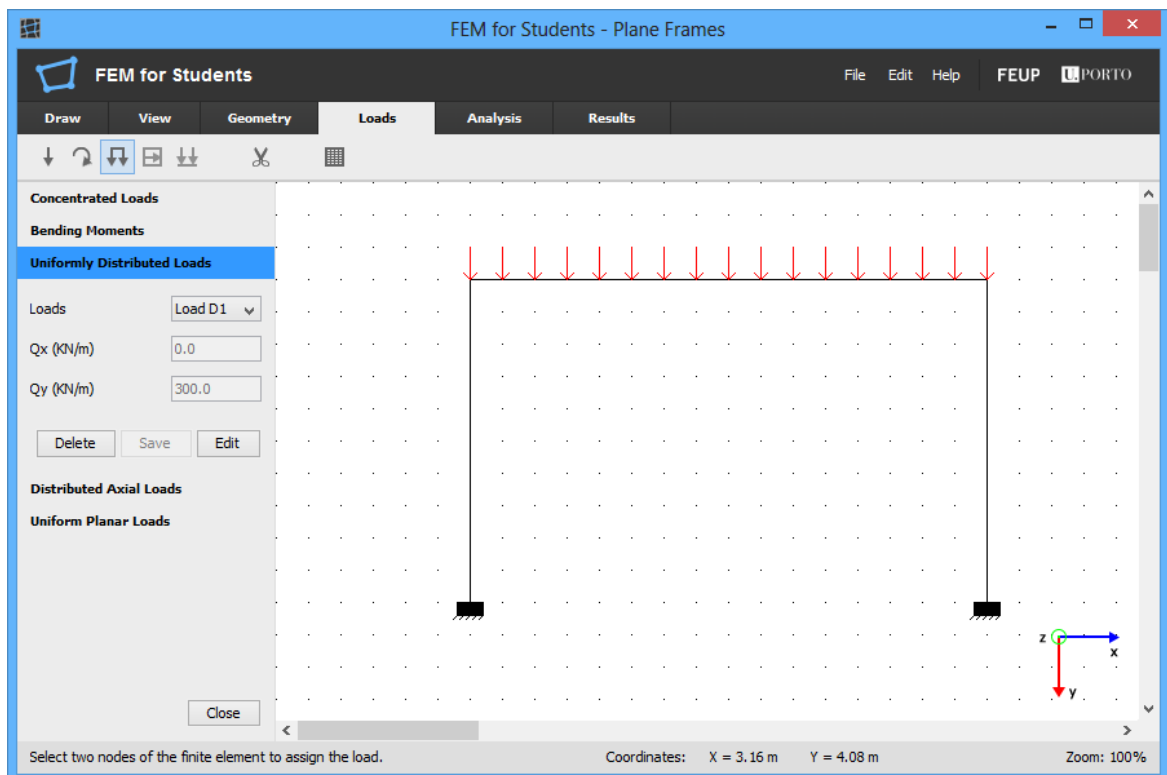 FEM for Students - Plane Frames
FEM for Students
File Edit Help FEUP U.PORTO
Draw View Geometry Loads Analysis Results
Concentrated Loads
Bending Moments
Uniformly Distributed Loads
Loads Load D1
Qx (KN/m) 0.0
Qy (KN/m) 300.0
Delete Save Edit
Distributed Axial Loads
Uniform Planar Loads
z
x
y
Close
Select two nodes of the finite element to assign the load. Coordinates: X = 3.16 m Y = 4.08 m Zoom: 100%